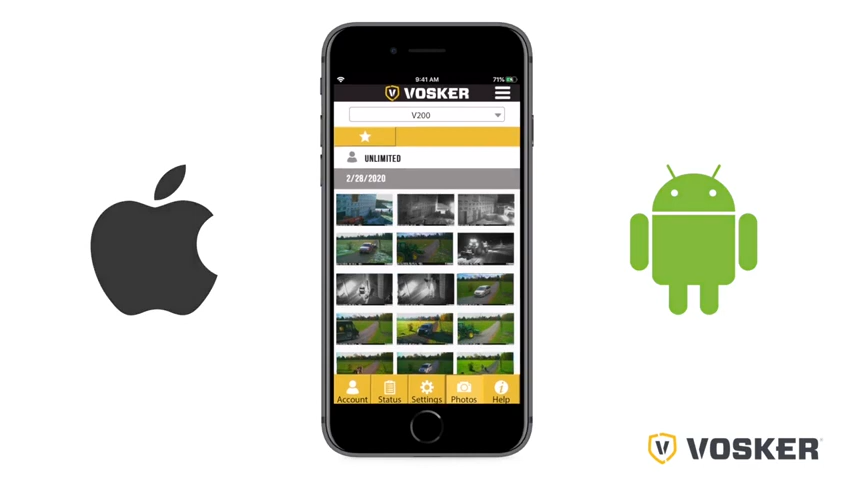 9:41 AM
71%
VOSKER
V200
UNLIMITED
2/28/2020
Account Status Settings Photos Help
VOSKER